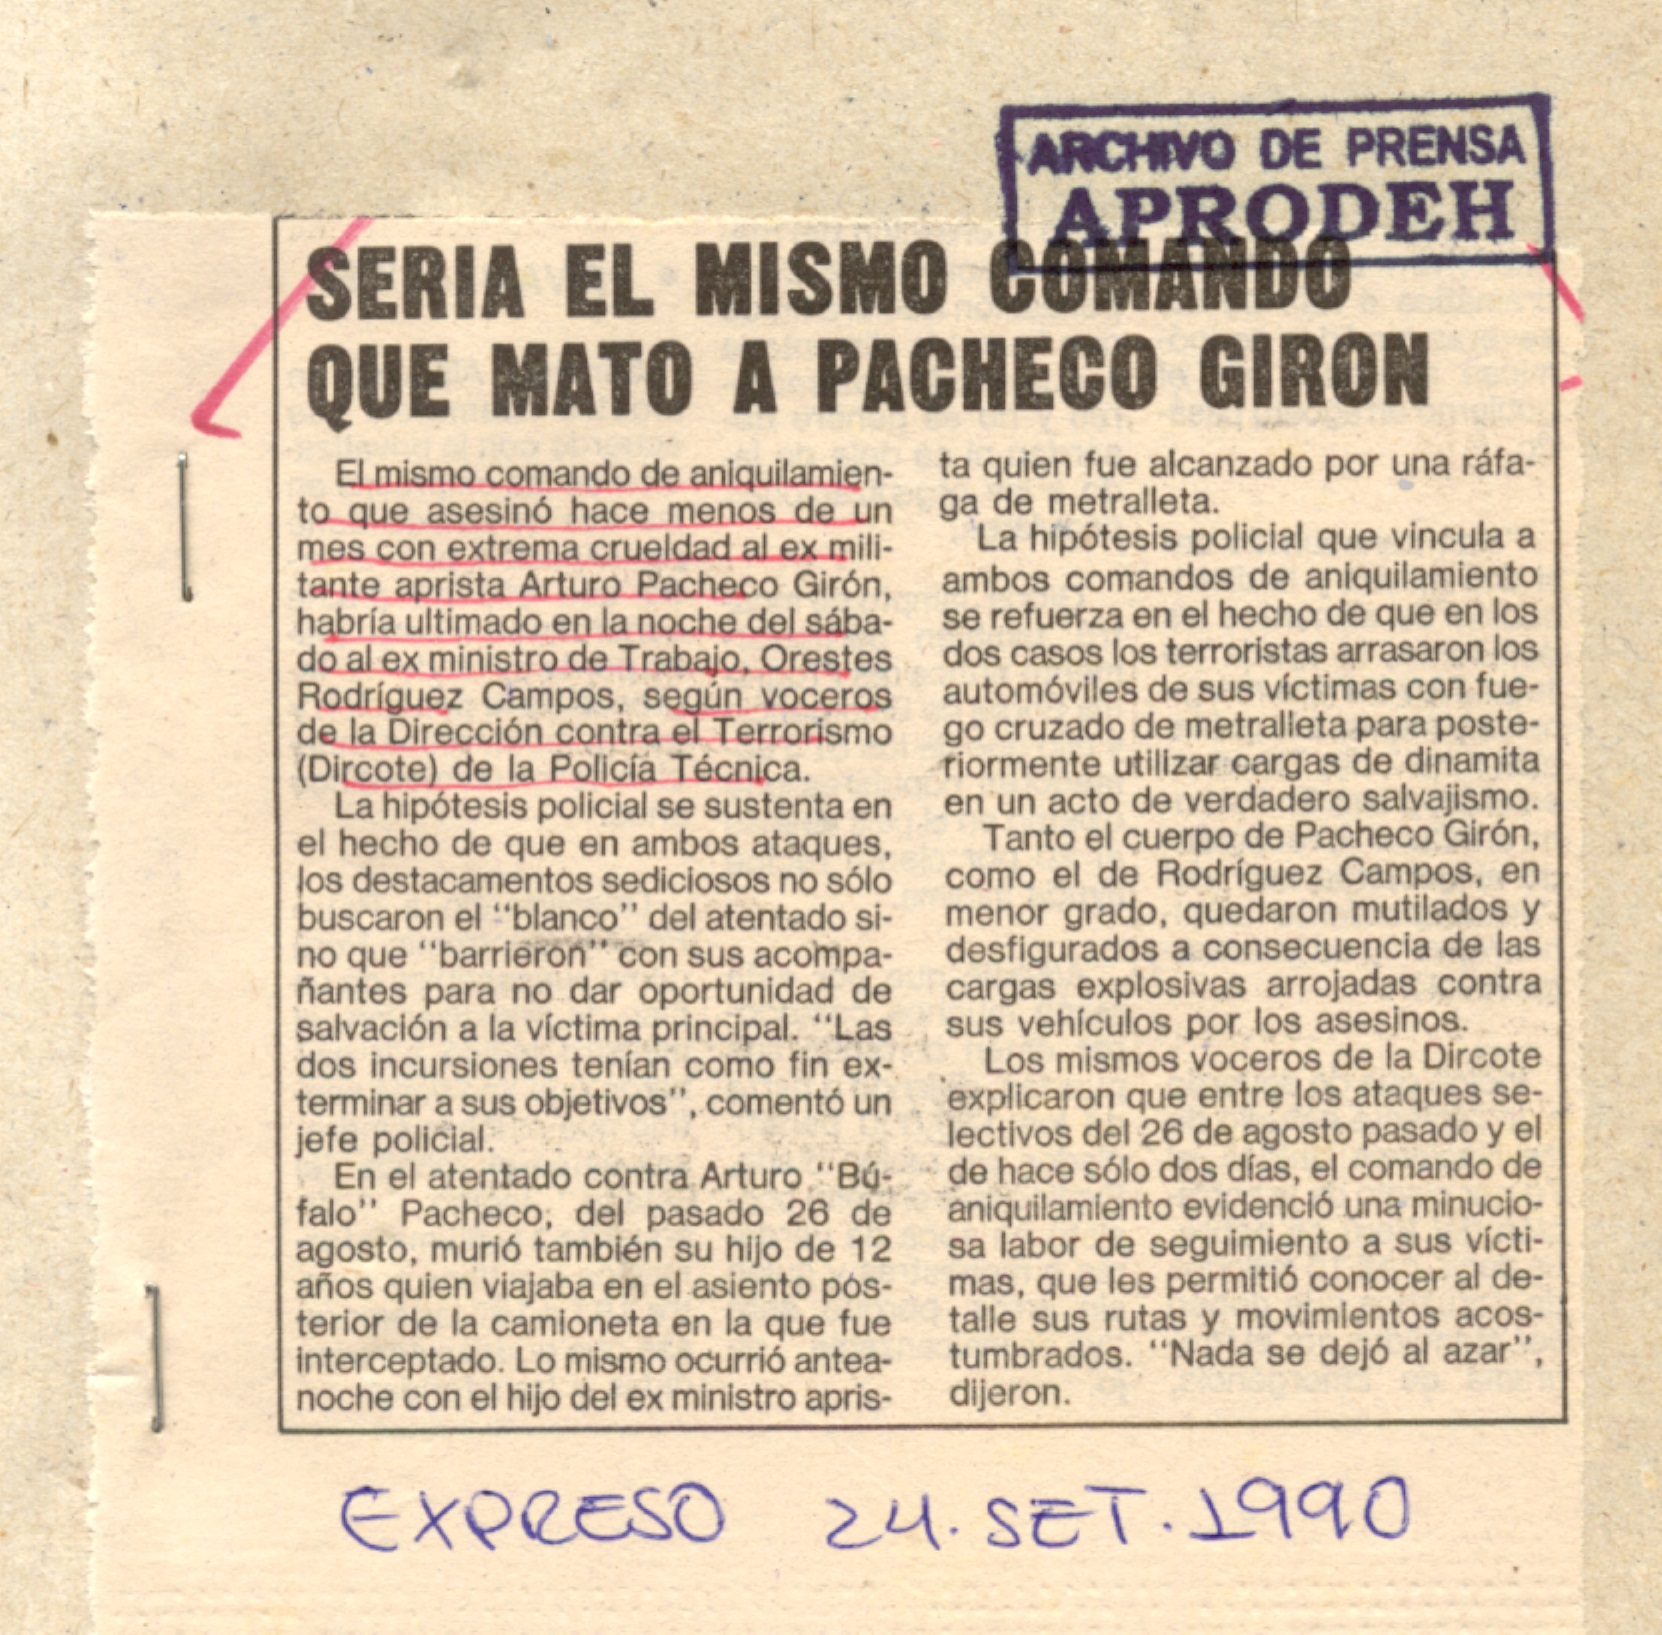 ARCHIVO DE PRENSA
APRODEH
SERIA EL MISMO COMANDO
QUE MATO A PACHECO GIRON
El mismo comando de aniquilamien-
to que asesinó hace menos de un
mes con extrema crueldad al ex mili-
tante aprista Arturo Pacheco Girón,
habría ultimado en la noche del sába-
do al ex ministro de Trabajo, Orestes
Rodríguez Campos, según voceros
de la Dirección contra el Terrorismo
(Dircote) de la Policía Técnica.
La hipótesis policial se sustenta en
el hecho de que en ambos ataques,
los destacamentos sediciosos no sólo
buscaron el "blanco" del atentado si-
no que "barrieron" con sus acompa-
ñantes para no dar oportunidad de
salvación a la víctima principal. "Las
dos incursiones tenían como fin ex-
terminar a sus objetivos", comentó un
jefe policial.
En el atentado contra Arturo "Bú-
falo" Pacheco, del pasado 26 de
agosto, murió también su hijo de 12
años quien viajaba en el asiento pos-
terior de la camioneta en la que fue
interceptado. Lo mismo ocurrió antea-
noche con el hijo del ex ministro apris-
ta quien fue alcanzado por una ráfa-
ga de metralleta.
La hipótesis policial que vincula a
ambos comandos de aniquilamiento
se refuerza en el hecho de que en los
dos casos los terroristas arrasaron los
automóviles de sus víctimas con fue-
go cruzado de metralleta para poste-
riormente utilizar cargas de dinamita
en un acto de verdadero salvajismo.
Tanto el cuerpo de Pacheco Girón,
como el de Rodríguez Campos, en
menor grado, quedaron mutilados y
desfigurados a consecuencia de las
cargas explosivas arrojadas contra
sus vehículos por los asesinos.
Los mismos voceros de la Dircote
explicaron que entre los ataques se-
lectivos del 26 de agosto pasado y el
de hace sólo dos días, el comando de
aniquilamiento evidenció una minucio-
sa labor de seguimiento a sus vícti-
mas, que les permitió conocer al de-
talle sus rutas y movimientos acos-
tumbrados. "Nada se dejó al azar",
dijeron.
EXPRESO 24. SET. 1990